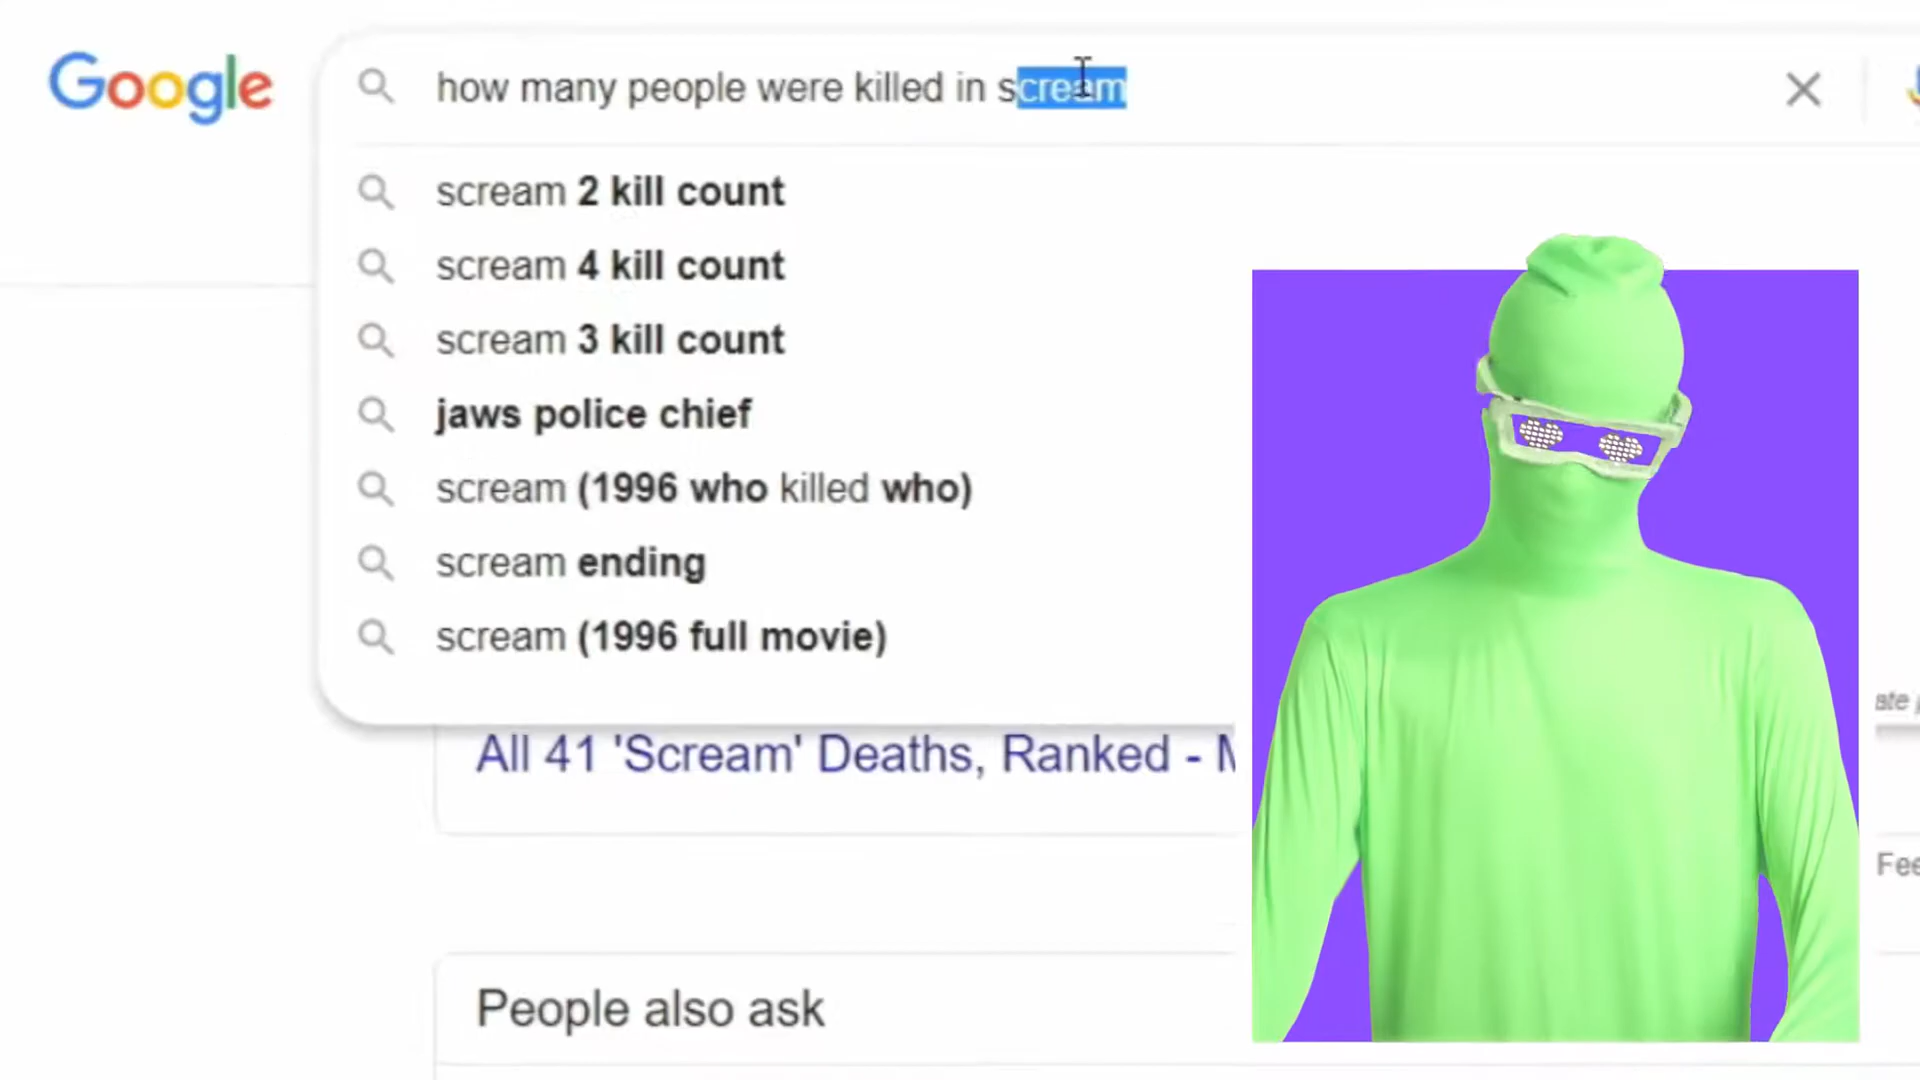 Google
how many people were killed in scream
scream 2 kill count
scream 4 kill count
scream 3 kill count
jaws police chief
scream (1996 who killed who)
scream ending
scream (1996 full movie)
All 41 'Scream' Deaths, Ranked -
People also ask